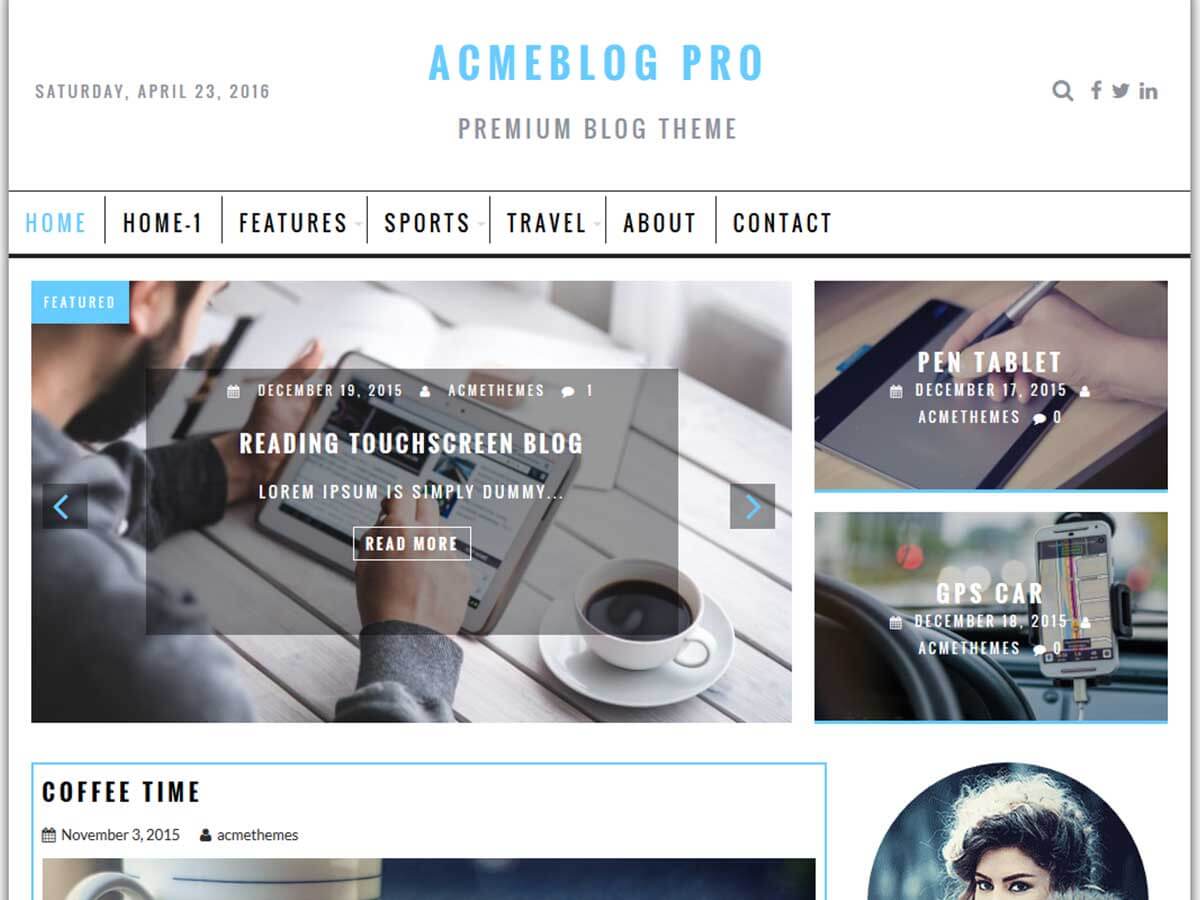 SATURDAY, APRIL 23, 2016
ACMEBLOG PRO
PREMIUM BLOG THEME
HOME
HOME-1
FEATURES
SPORTS
TRAVEL
ABOUT
CONTACT
FEATURED
DECEMBER 19, 2015 ACMETHEMES 1
READING TOUCHSCREEN BLOG
LOREM IPSUM IS SIMPLY DUMMY...
READ MORE
PEN TABLET
DECEMBER 17, 2015
ACMETHEMES 0
GPS CAR
DECEMBER 18, 2015
ACMETHEMES 0
COFFEE TIME
November 3, 2015 acmethemes